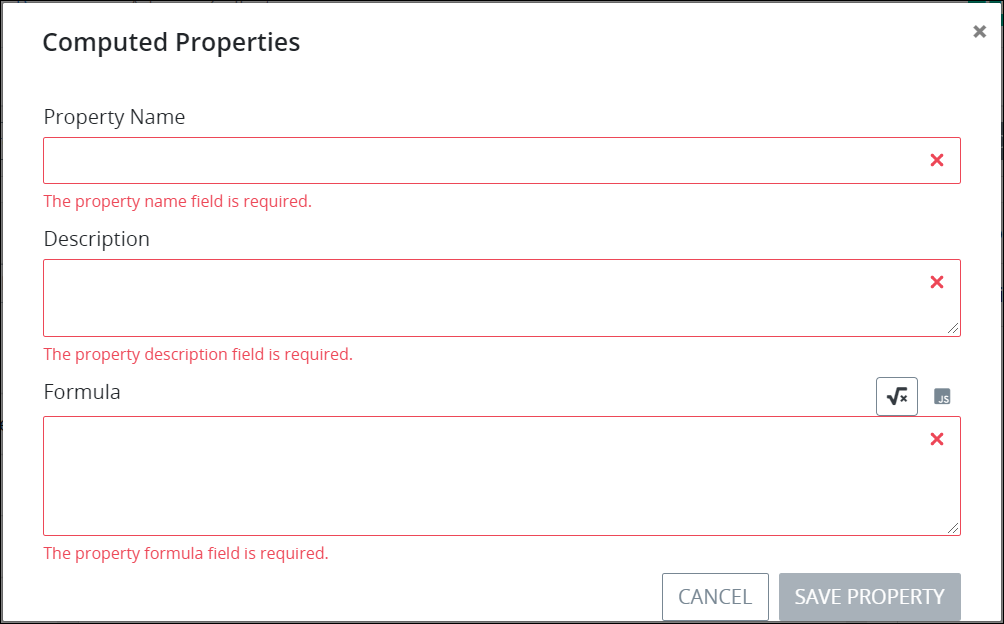 Computed Properties
Property Name
The property name field is required.
Description
The property description field is required.
Formula
√x
JS
The property formula field is required.
CANCEL
SAVE PROPERTY